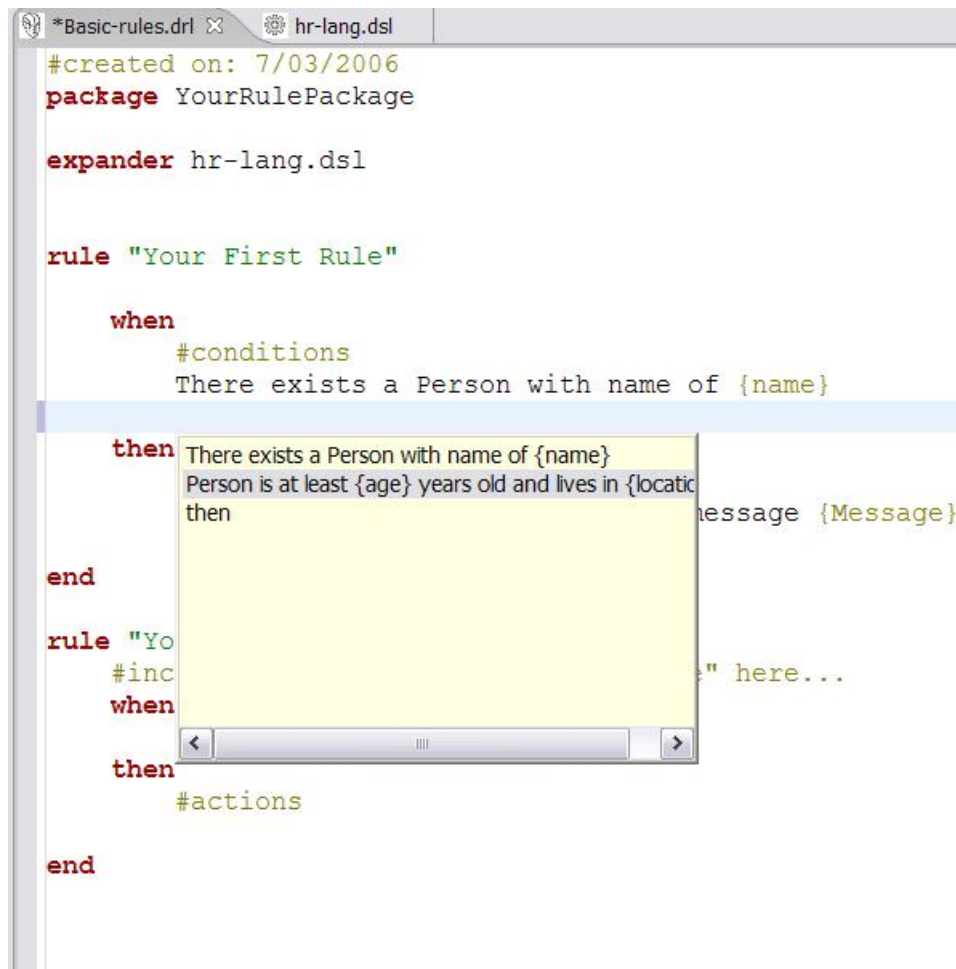 *Basic-rules.drl hr-lang.dsl
#created on: 7/03/2006
package YourRulePackage
expander hr-lang.dsl
rule "Your First Rule"
when
#conditions
There exists a Person with name of {name}
then
There exists a Person with name of {name}
Person is at least {age} years old and lives in {locatic
then
message {Message}
end
rule "Yo
#inc " here...
when
then
#actions
end